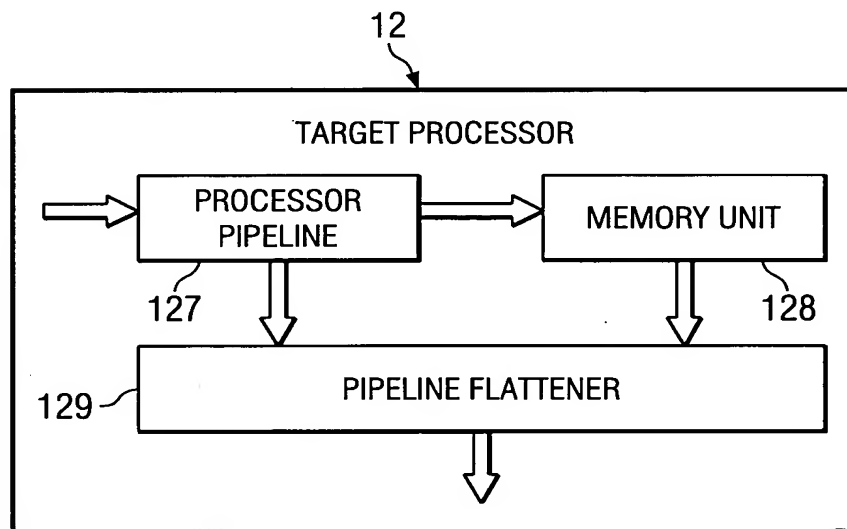 12
TARGET PROCESSOR
PROCESSOR
PIPELINE
MEMORY UNIT
127
128
PIPELINE FLATTENER
129